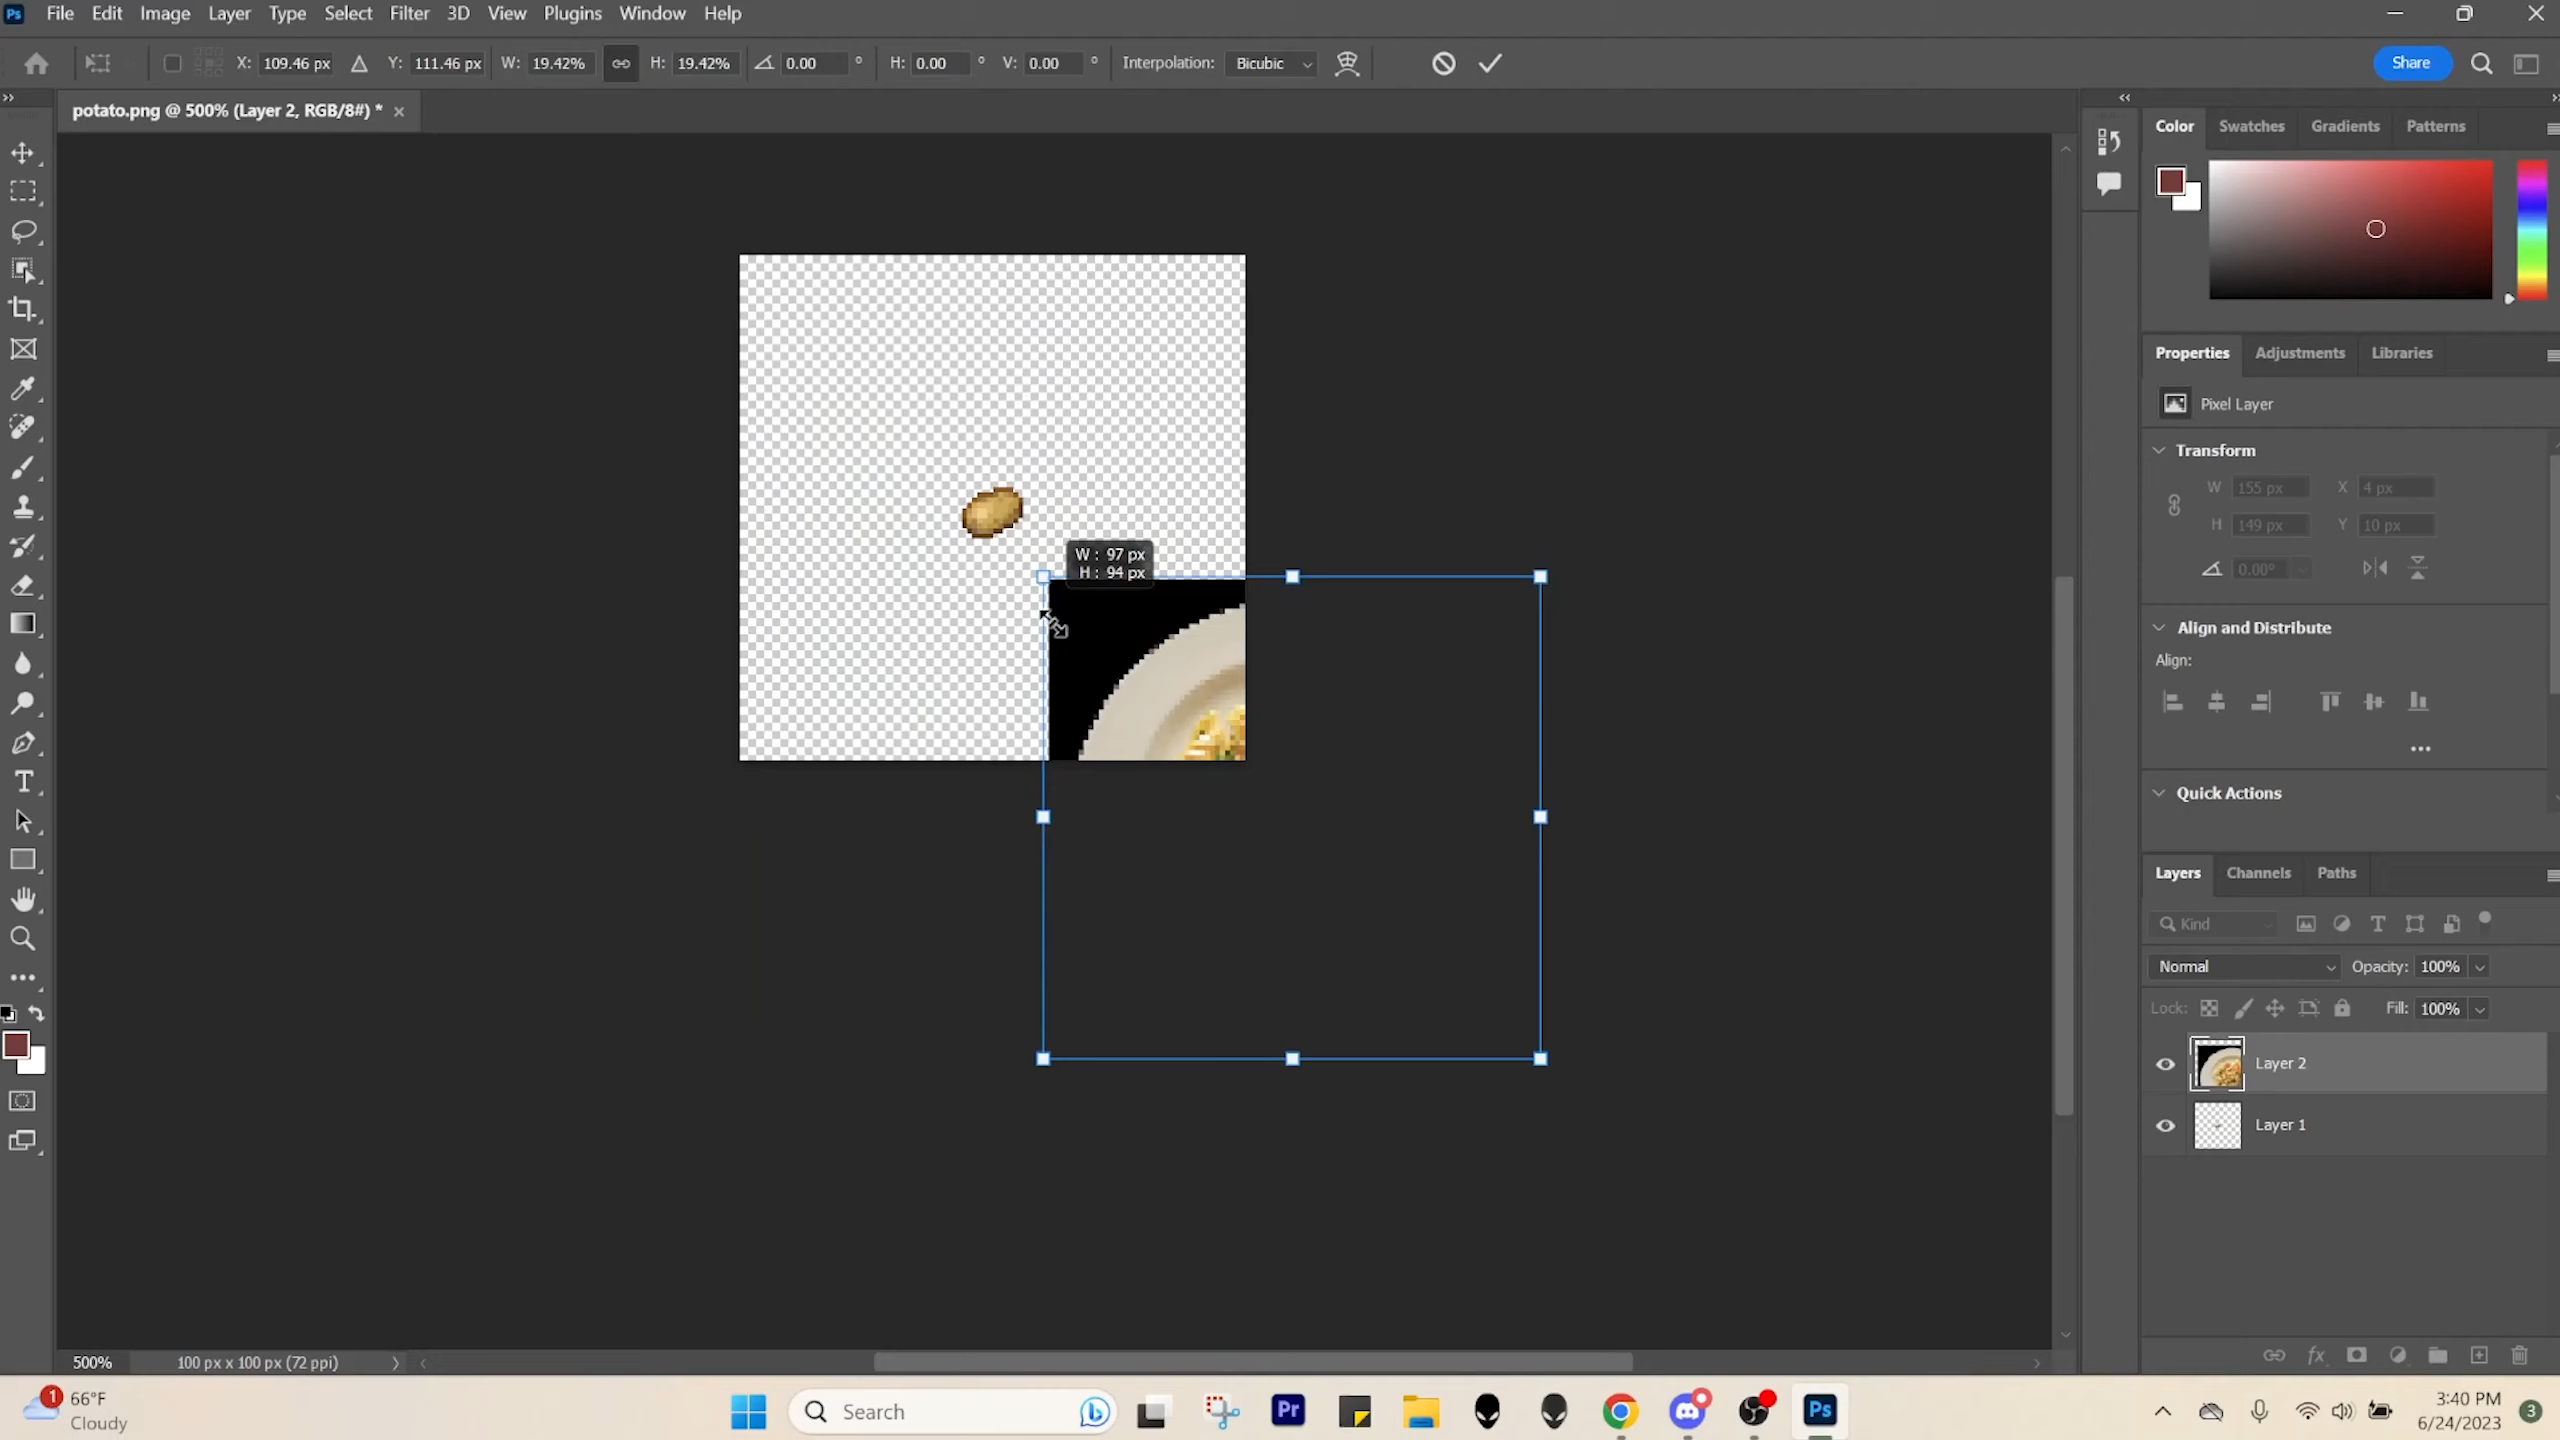 Ps File Edit Image Layer Type Select Filter 3D View Plugins Window Help
X: 109.46 px Y: 111.46 px W: 19.42% H: 19.42% 0.00 ° H: 0.00 ° V: 0.00 ° Interpolation: Bicubic Share
potato.png @ 500% (Layer 2, RGB/8#) *
Color Swatches Gradients Patterns
Properties Adjustments Libraries
Pixel Layer
Transform
W 155 px X 4 px
H 149 px Y 10 px
0.00°
W : 97 px
H : 94 px
Align and Distribute
Align:
Quick Actions
Layers Channels Paths
Kind
Normal Opacity: 100%
Lock: Fill: 100%
Layer 2
Layer 1
500% 100 px x 100 px (72 ppi)
1 66°F
Cloudy
Search
Pr
Ps
3:40 PM
6/24/2023
3